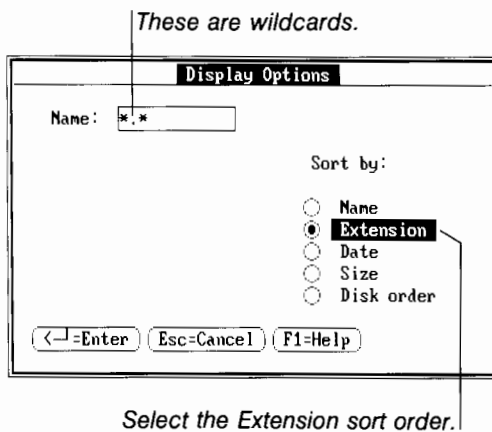 These are wildcards.
Display Options
Name: *.*
Sort by:
Name
Extension
Date
Size
Disk order
<─┘=Enter Esc=Cancel F1=Help
Select the Extension sort order.